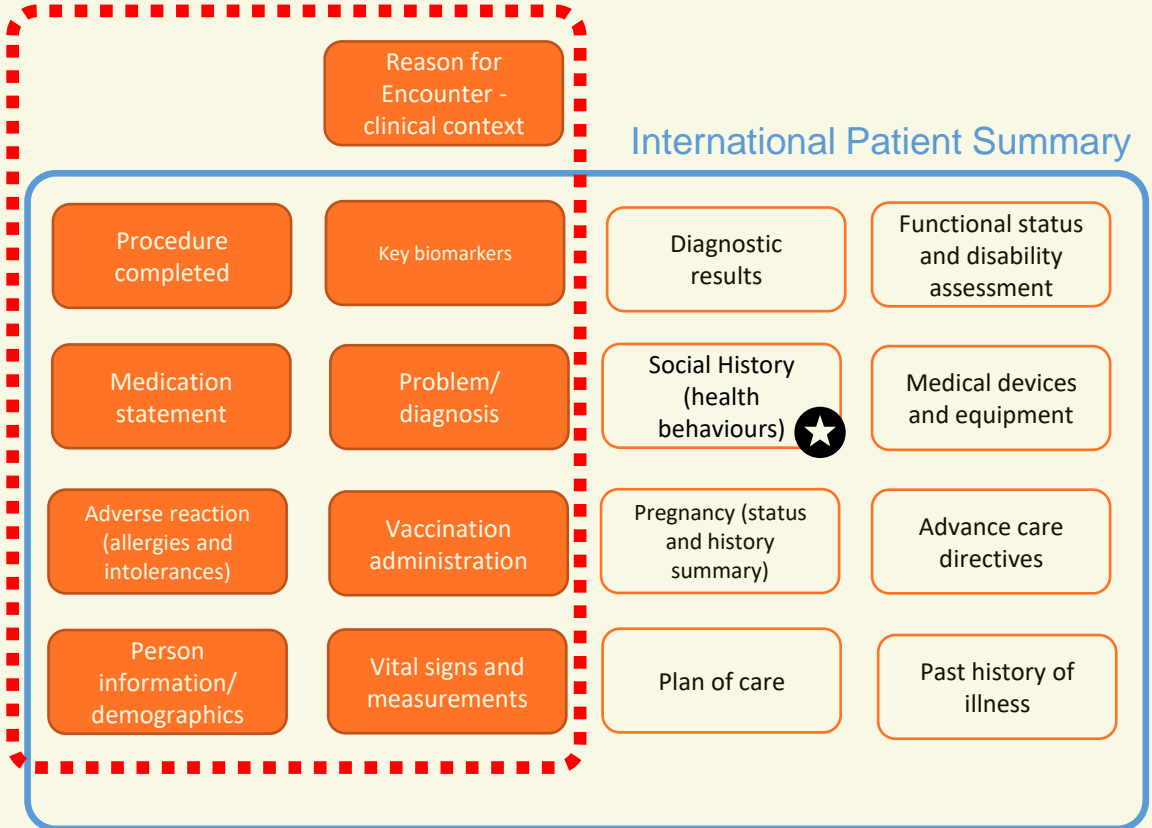 Reason for
Encounter -
clinical context
International Patient Summary
Procedure
completed
Key biomarkers
Diagnostic
results
Functional status
and disability
assessment
Medication
statement
Problem/
diagnosis
Social History
(health
behaviours)
Medical devices
and equipment
Adverse reaction
(allergies and
intolerances)
Vaccination
administration
Pregnancy (status
and history
summary)
Advance care
directives
Person
information/
demographics
Vital signs and
measurements
Plan of care
Past history of
illness